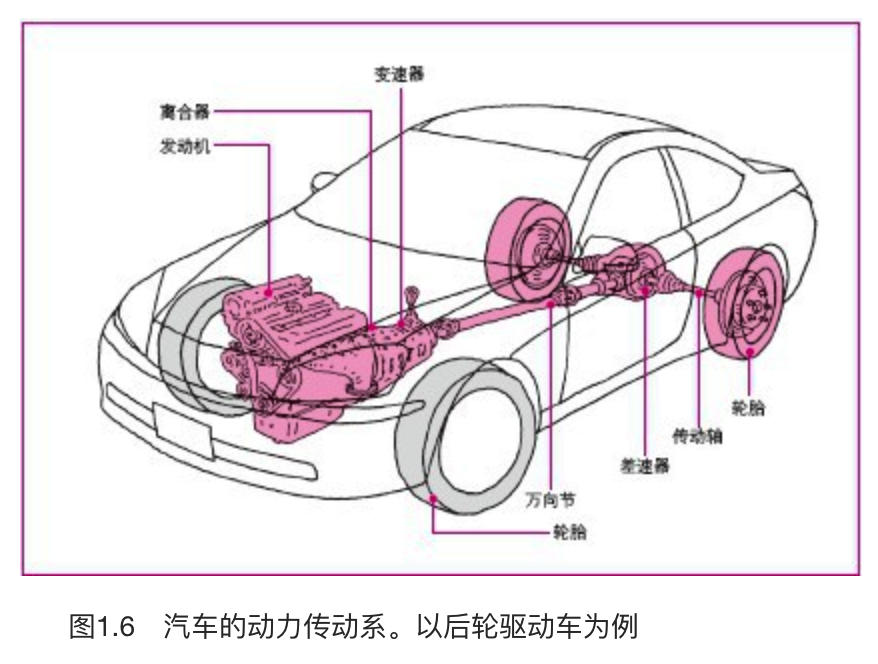 变速器
离合器
发动机
轮胎
传动轴
差速器
万向节
轮胎
图1.6 汽车的动力传动系。以后轮驱动车为例